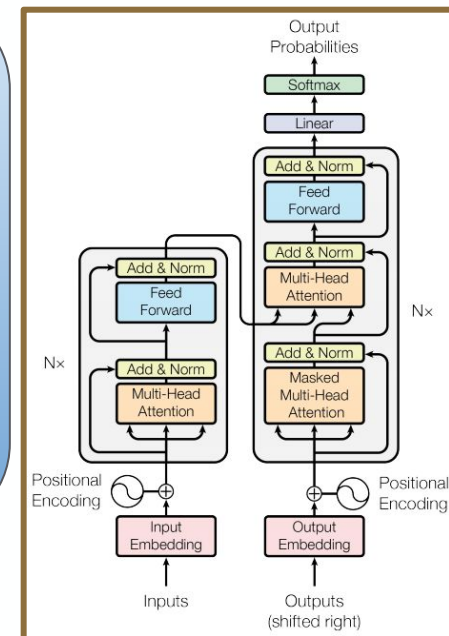 Output
Probabilities
Softmax
Linear
Add & Norm
Feed
Forward
Add & Norm
Multi-Head
Attention
N×
Add & Norm
Masked
Multi-Head
Attention
Positional
Encoding
Output
Embedding
Outputs
(shifted right)
Add & Norm
Feed
Forward
N×
Add & Norm
Multi-Head
Attention
Positional
Encoding
Input
Embedding
Inputs